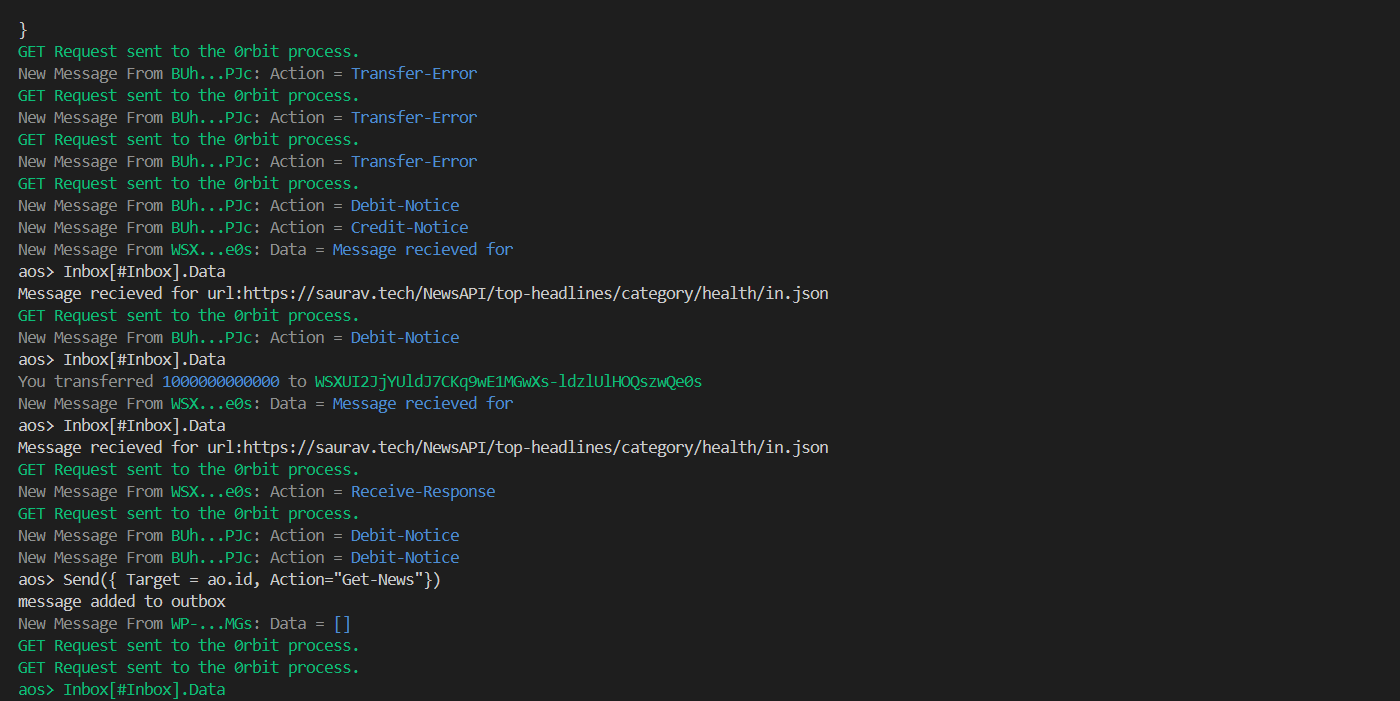 }
GET Request sent to the 0rbit process.
New Message From BUh...PJc: Action = Transfer-Error
GET Request sent to the 0rbit process.
New Message From BUh...PJc: Action = Transfer-Error
GET Request sent to the 0rbit process.
New Message From BUh...PJc: Action = Transfer-Error
GET Request sent to the 0rbit process.
New Message From BUh...PJc: Action = Debit-Notice
New Message From BUh...PJc: Action = Credit-Notice
New Message From WSX...e0s: Data = Message recieved for
aos> Inbox[#Inbox].Data
Message recieved for url:https://saurav.tech/NewsAPI/top-headlines/category/health/in.json
GET Request sent to the 0rbit process.
New Message From BUh...PJc: Action = Debit-Notice
aos> Inbox[#Inbox].Data
You transferred 1000000000000 to WSXUI2JjYUldJ7CKq9wE1MGwXs-ldzlUlHOQszwQe0s
New Message From WSX...e0s: Data = Message recieved for
aos> Inbox[#Inbox].Data
Message recieved for url:https://saurav.tech/NewsAPI/top-headlines/category/health/in.json
GET Request sent to the 0rbit process.
New Message From WSX...e0s: Action = Receive-Response
GET Request sent to the 0rbit process.
New Message From BUh...PJc: Action = Debit-Notice
New Message From BUh...PJc: Action = Debit-Notice
aos> Send({ Target = ao.id, Action="Get-News"})
message added to outbox
New Message From WP-...MGs: Data = []
GET Request sent to the 0rbit process.
GET Request sent to the 0rbit process.
aos> Inbox[#Inbox].Data